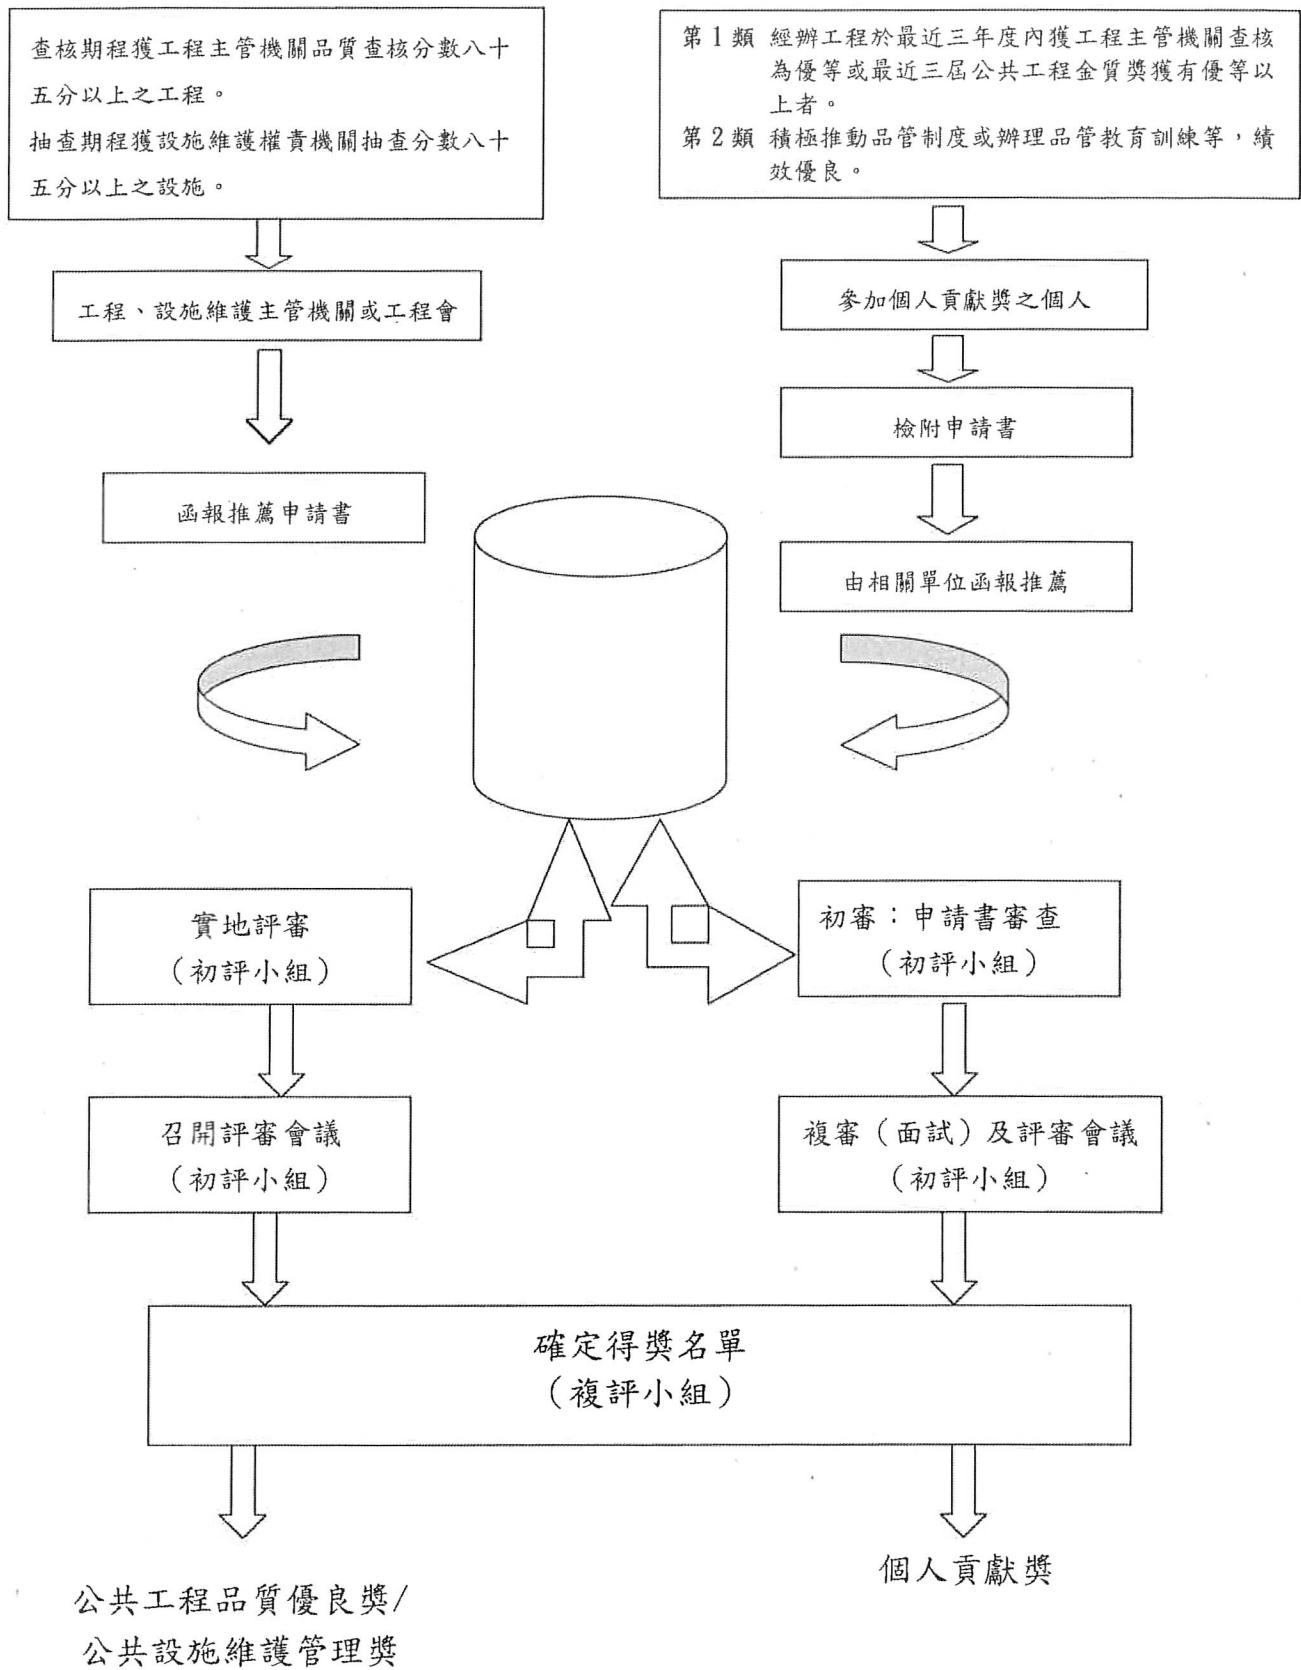 查核期程獲工程主管機關品質查核分數八十
五分以上之工程。
抽查期程獲設施維護權責機關抽查分數八十
五分以上之設施。
工程、設施維護主管機關或工程會
函報推薦申請書
第1類 經辦工程於最近三年度內獲工程主管機關查核
為優等或最近三屆公共工程金質獎獲有優等以
上者。
第2類 積極推動品管制度或辦理品管教育訓練等，績
效優良。
參加個人貢獻獎之個人
檢附申請書
由相關單位函報推薦
實地評審
（初評小組）
召開評審會議
（初評小組）
初審：申請書審查
（初評小組）
複審（面試）及評審會議
（初評小組）
確定得獎名單
（複評小組）
公共工程品質優良獎/
公共設施維護管理獎
個人貢獻獎